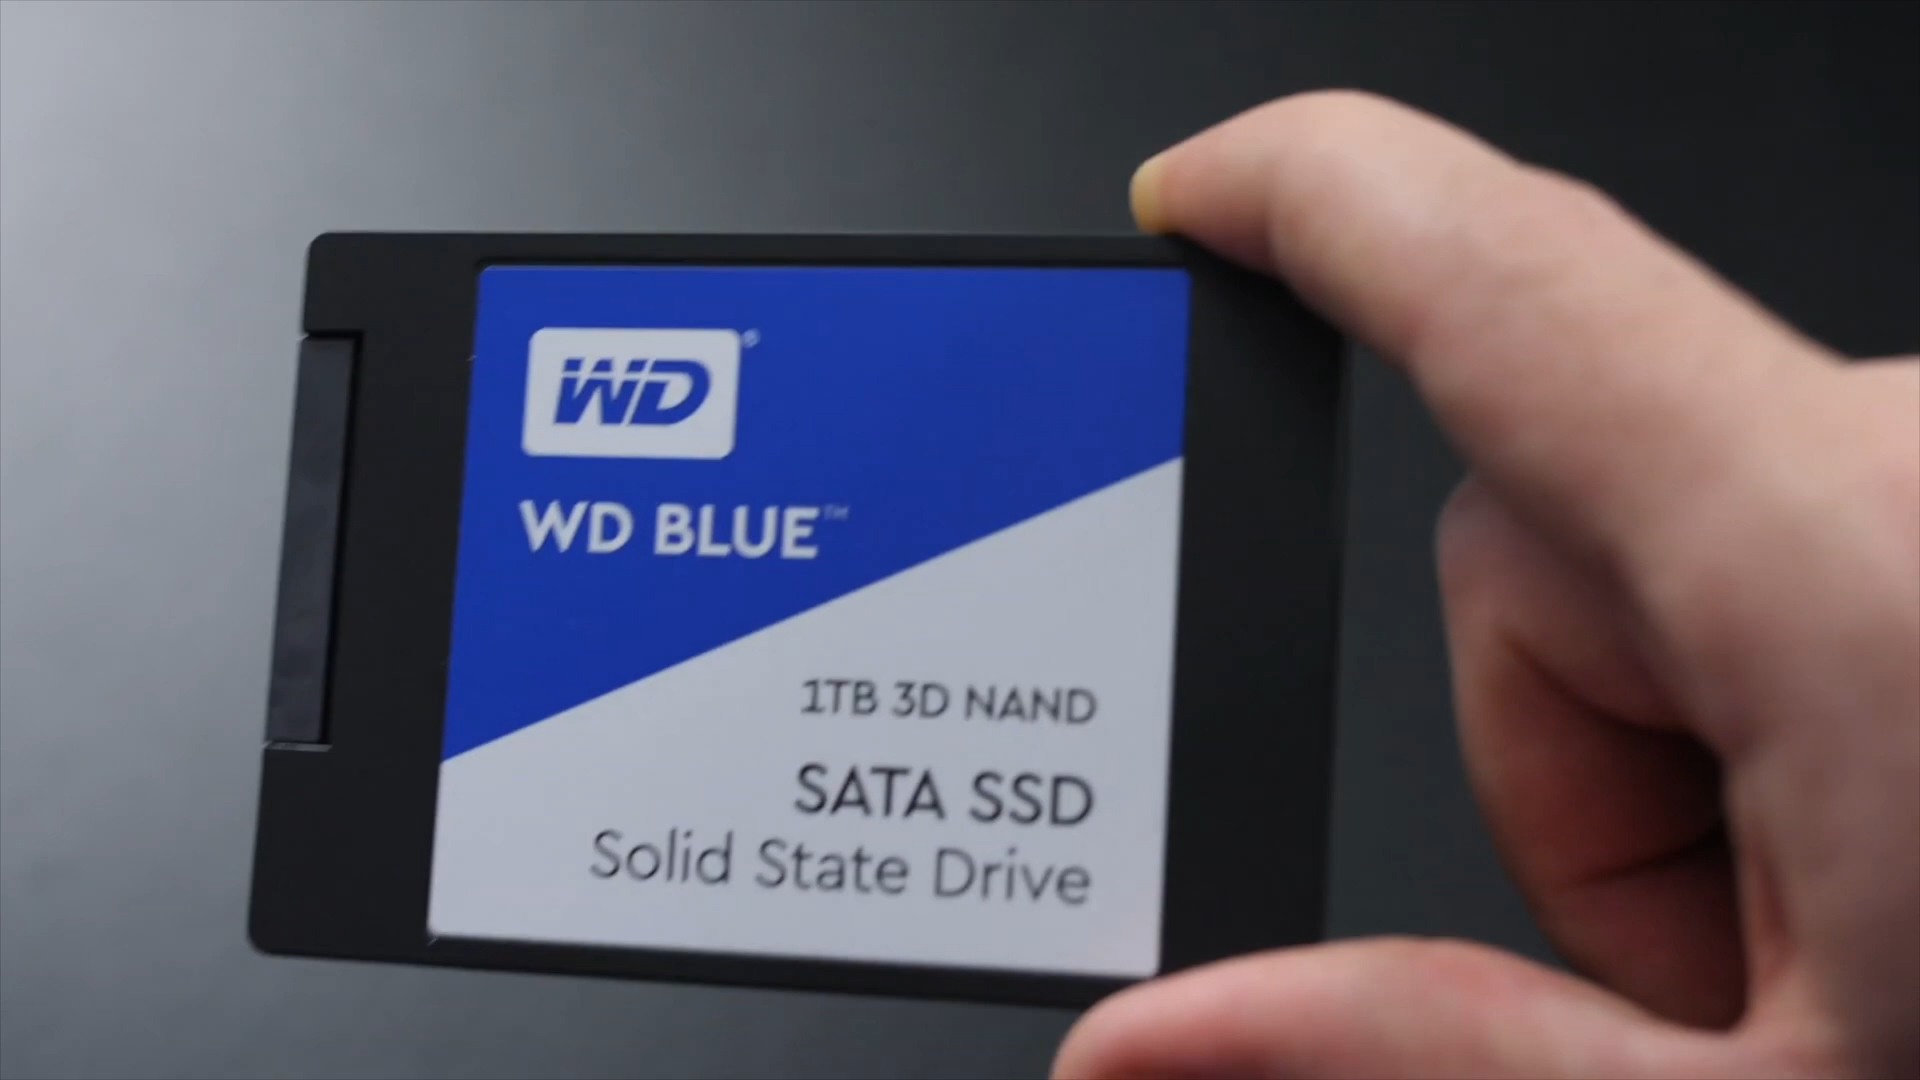 WD®
WD BLUE™
1TB 3D NAND
SATA SSD
Solid State Drive